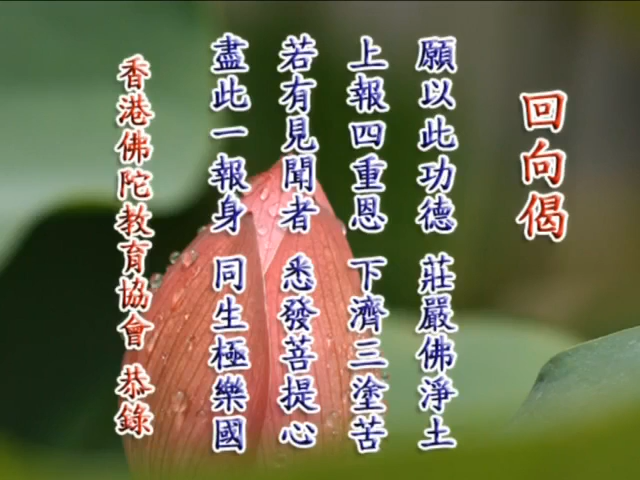 回向偈
願以此功德 莊嚴佛淨土
上報四重恩 下濟三塗苦
若有見聞者 悉發菩提心
盡此一報身 同生極樂國
香港佛陀教育協會 恭錄